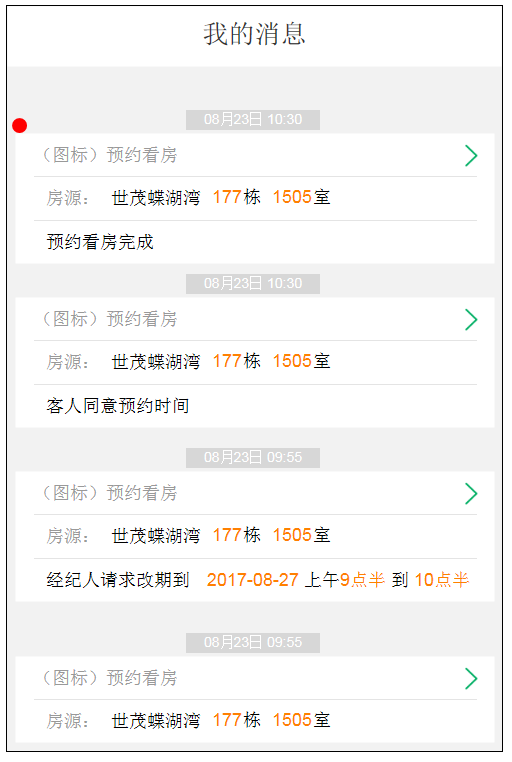 我的消息
08月23日 10:30
（图标）预约看房
房源： 世茂蝶湖湾 177栋 1505室
预约看房完成
08月23日 10:30
（图标）预约看房
房源： 世茂蝶湖湾 177栋 1505室
客人同意预约时间
08月23日 09:55
（图标）预约看房
房源： 世茂蝶湖湾 177栋 1505室
经纪人请求改期到 2017-08-27 上午9点半 到 10点半
08月23日 09:55
（图标）预约看房
房源： 世茂蝶湖湾 177栋 1505室